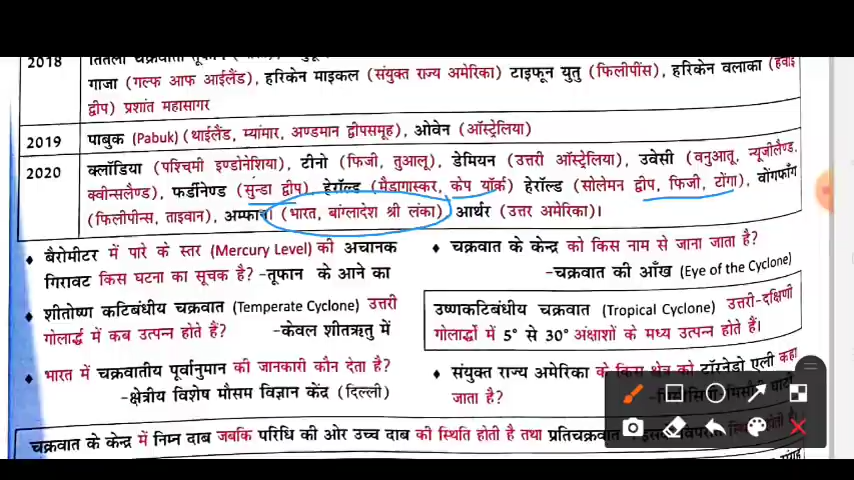 2018
गाजा (गल्फ आफ आईलैंड), हरिकेन माइकल (संयुक्त राज्य अमेरिका) टाइफून युतु (फिलीपींस), हरिकेन वलाका (हवाई
द्वीप) प्रशांत महासागर
2019 पाबुक (Pabuk) (थाईलैंड, म्यांमार, अण्डमान द्वीपसमूह), ओवेन (ऑस्ट्रेलिया)
2020 क्लॉडिया (पश्चिमी इण्डोनेशिया), टीनो (फिजी, तुआलू), डेमियन (उत्तरी ऑस्ट्रेलिया), उवेसी (वनुआतू, न्यूजीलैण्ड,
क्वीन्सलैण्ड), फर्डीनेण्ड (सुन्डा द्वीप) हेरॉल्ड (मैडागास्कर, केप यॉर्क) हेरॉल्ड (सोलेमन द्वीप, फिजी, टोंगा), वोंगफॉंग
(फिलीपीन्स, ताइवान), अम्फान (भारत, बांग्लादेश श्री लंका) आर्थर (उत्तर अमेरिका)।
♦ बैरोमीटर में पारे के स्तर (Mercury Level) की अचानक
गिरावट किस घटना का सूचक है? -तूफान के आने का
♦ शीतोष्ण कटिबंधीय चक्रवात (Temperate Cyclone) उत्तरी
गोलार्द्ध में कब उत्पन्न होते हैं? -केवल शीतऋतु में
♦ भारत में चक्रवातीय पूर्वानुमान की जानकारी कौन देता है?
-क्षेत्रीय विशेष मौसम विज्ञान केंद्र (दिल्ली)
♦ चक्रवात के केन्द्र को किस नाम से जाना जाता है?
-चक्रवात की आँख (Eye of the Cyclone)
उष्णकटिबंधीय चक्रवात (Tropical Cyclone) उत्तरी-दक्षिणी
गोलार्द्धों में 5° से 30° अंक्षाशों के मध्य उत्पन्न होते हैं।
♦ संयुक्त राज्य अमेरिका के किस क्षेत्र को टॉरनेडो एली कहा
जाता है?
चक्रवात के केन्द्र में निम्न दाब जबकि परिधि की ओर उच्च दाब की स्थिति होती है तथा प्रतिचक्रवात